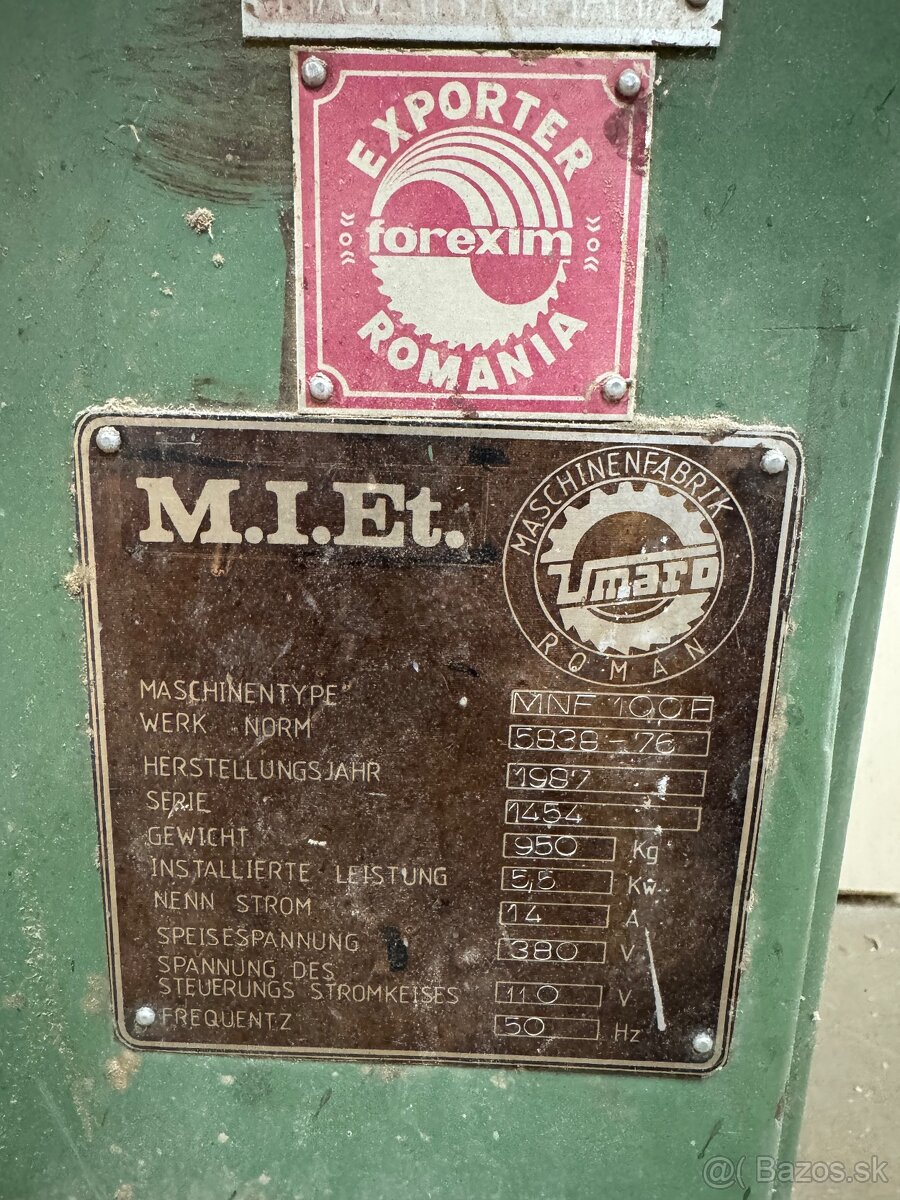 EXPORTER
forexim
ROMANIA
M.I.Et.
MASCHINENFABRIK
Umaro
ROMAN
MASCHINENTYPE MNF 100F
WERK NORM 5838-76
HERSTELLUNGSJAHR 1987
SERIE 1454
GEWICHT 950 Kg
INSTALLIERTE LEISTUNG 5,5 Kw
NENN STROM 14 A
SPEISESPANNUNG 380 V
SPANNUNG DES
STEUERUNGS STROMKEISES 110 V
FREQUENTZ 50 Hz
@( Bazos.sk